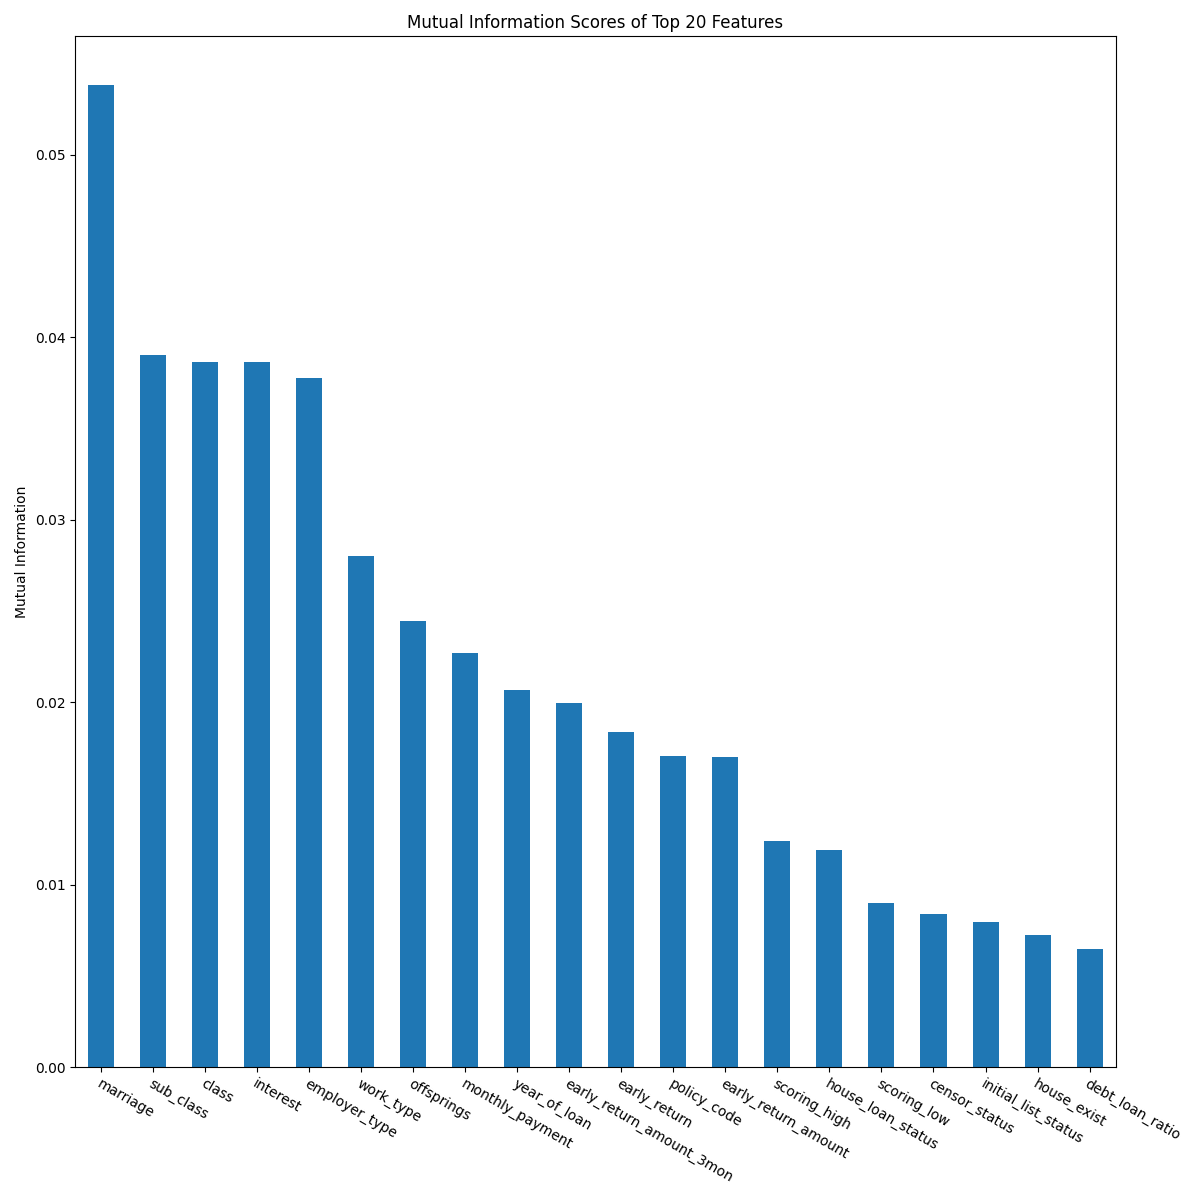 Mutual Information Scores of Top 20 Features
Mutual Information
0.05
0.04
0.03
0.02
0.01
0.00
marriage
sub_class
class
interest
employer_type
work_type
offsprings
monthly_payment
year_of_loan
early_return_amount_3mon
early_return
policy_code
early_return_amount
scoring_high
house_loan_status
scoring_low
censor_status
initial_list_status
house_exist
debt_loan_ratio